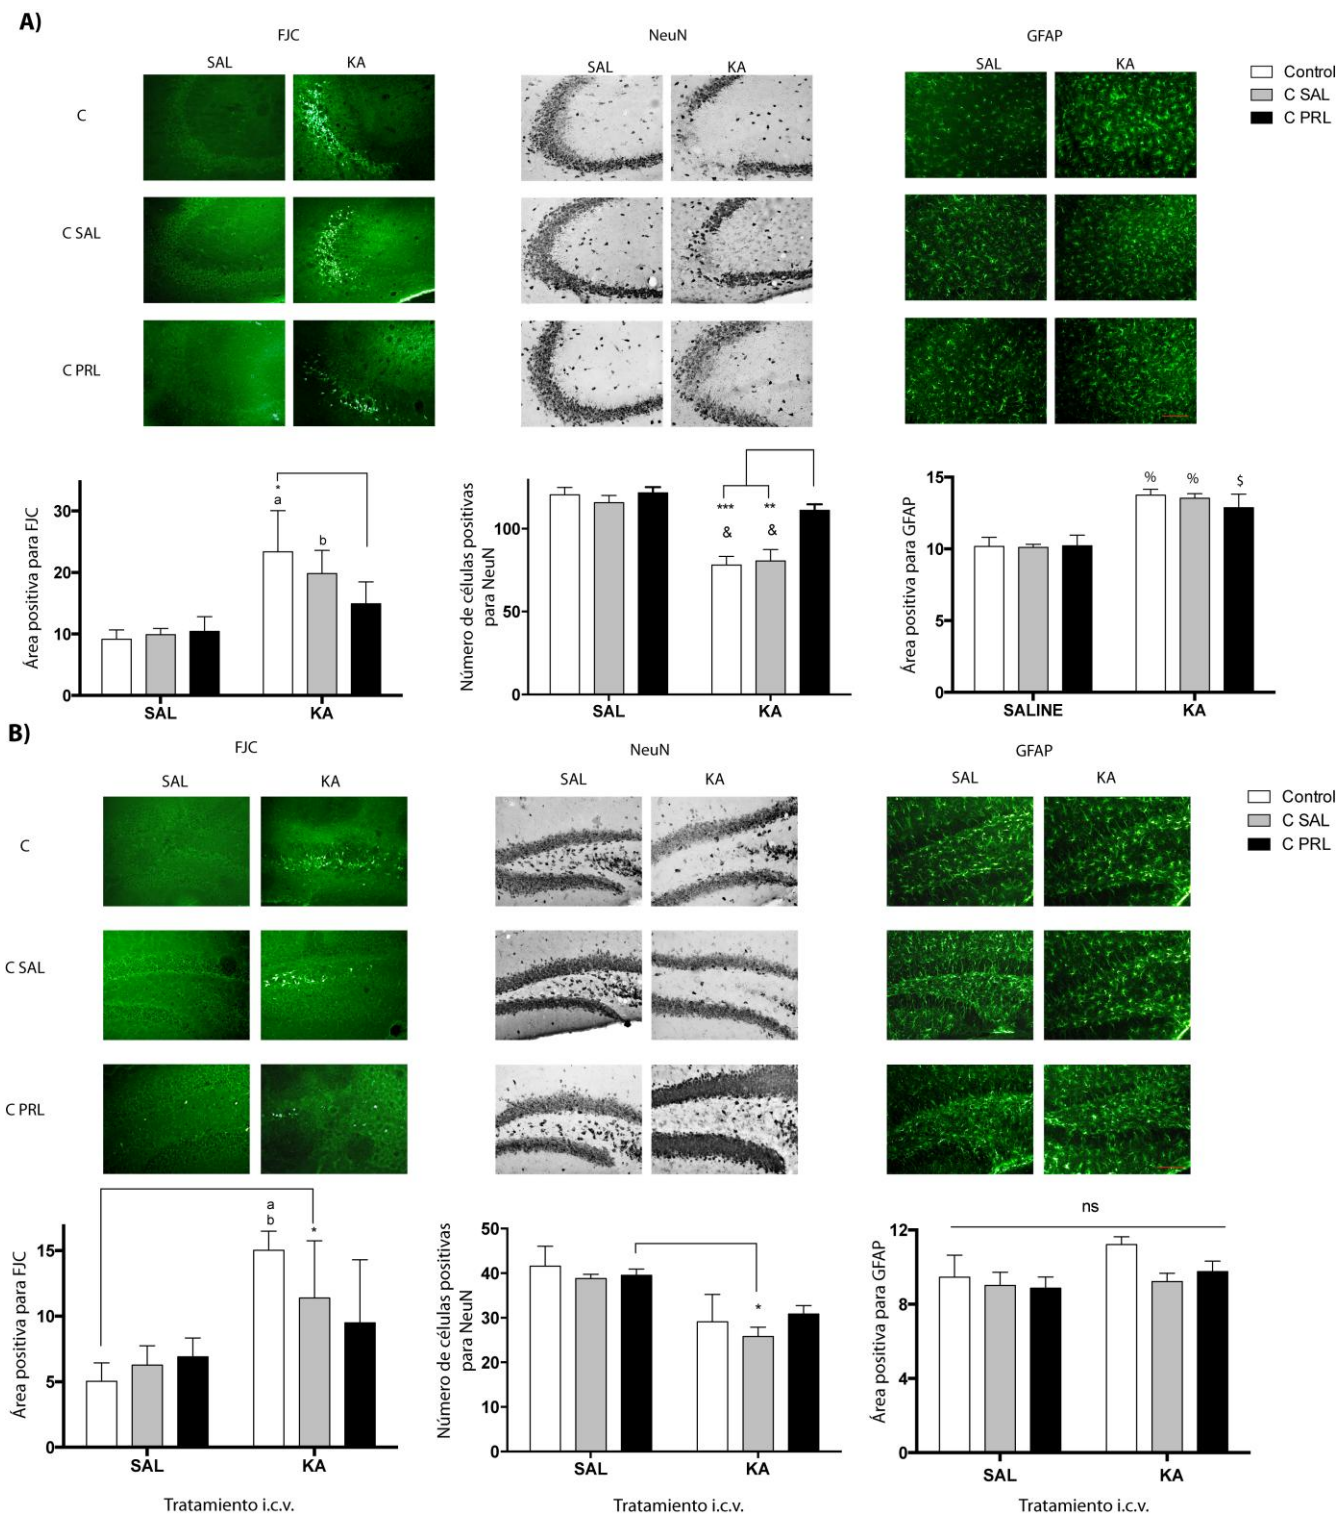 A)
FJC
NeuN
GFAP
SAL KA
SAL KA
SAL KA
Control
C SAL
C PRL
C
C SAL
C PRL
Área positiva para FJC
30
20
10
0
*
a
b
SAL KA
Número de células positivas
para NeuN
100
50
0
*** **
& &
SAL KA
Área positiva para GFAP
15
10
5
0
% % $
SALINE KA
B)
FJC
NeuN
GFAP
SAL KA
SAL KA
SAL KA
Control
C SAL
C PRL
C
C SAL
C PRL
Área positiva para FJC
15
10
5
0
a
b
*
SAL KA
Tratamiento i.c.v.
Número de células positivas
para NeuN
50
40
30
20
10
0
*
SAL KA
Tratamiento i.c.v.
Área positiva para GFAP
12
8
4
0
ns
SAL KA
Tratamiento i.c.v.